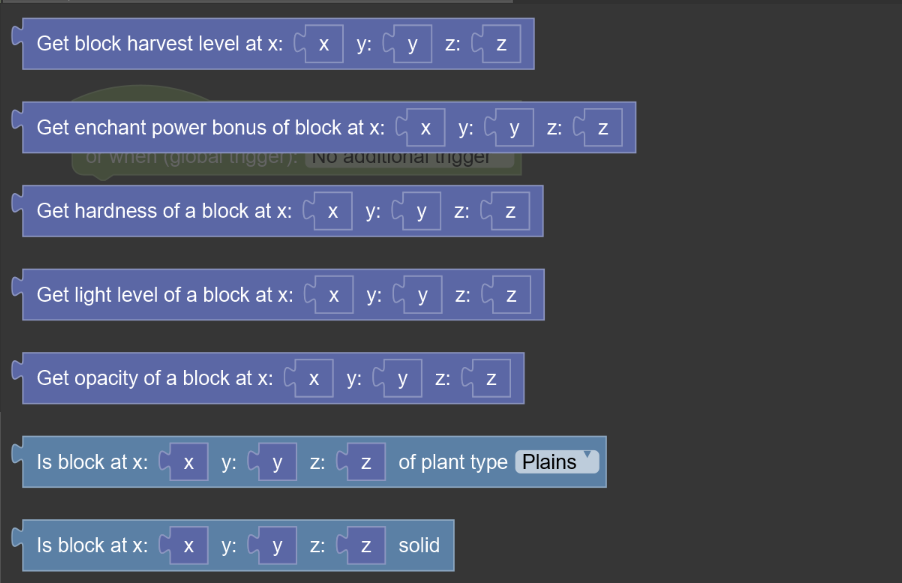 Get block harvest level at x: x y: y z: z
Get enchant power bonus of block at x: x y: y z: z
or when (global trigger): No additional trigger
Get hardness of a block at x: x y: y z: z
Get light level of a block at x: x y: y z: z
Get opacity of a block at x: x y: y z: z
Is block at x: x y: y z: z of plant type Plains
Is block at x: x y: y z: z solid